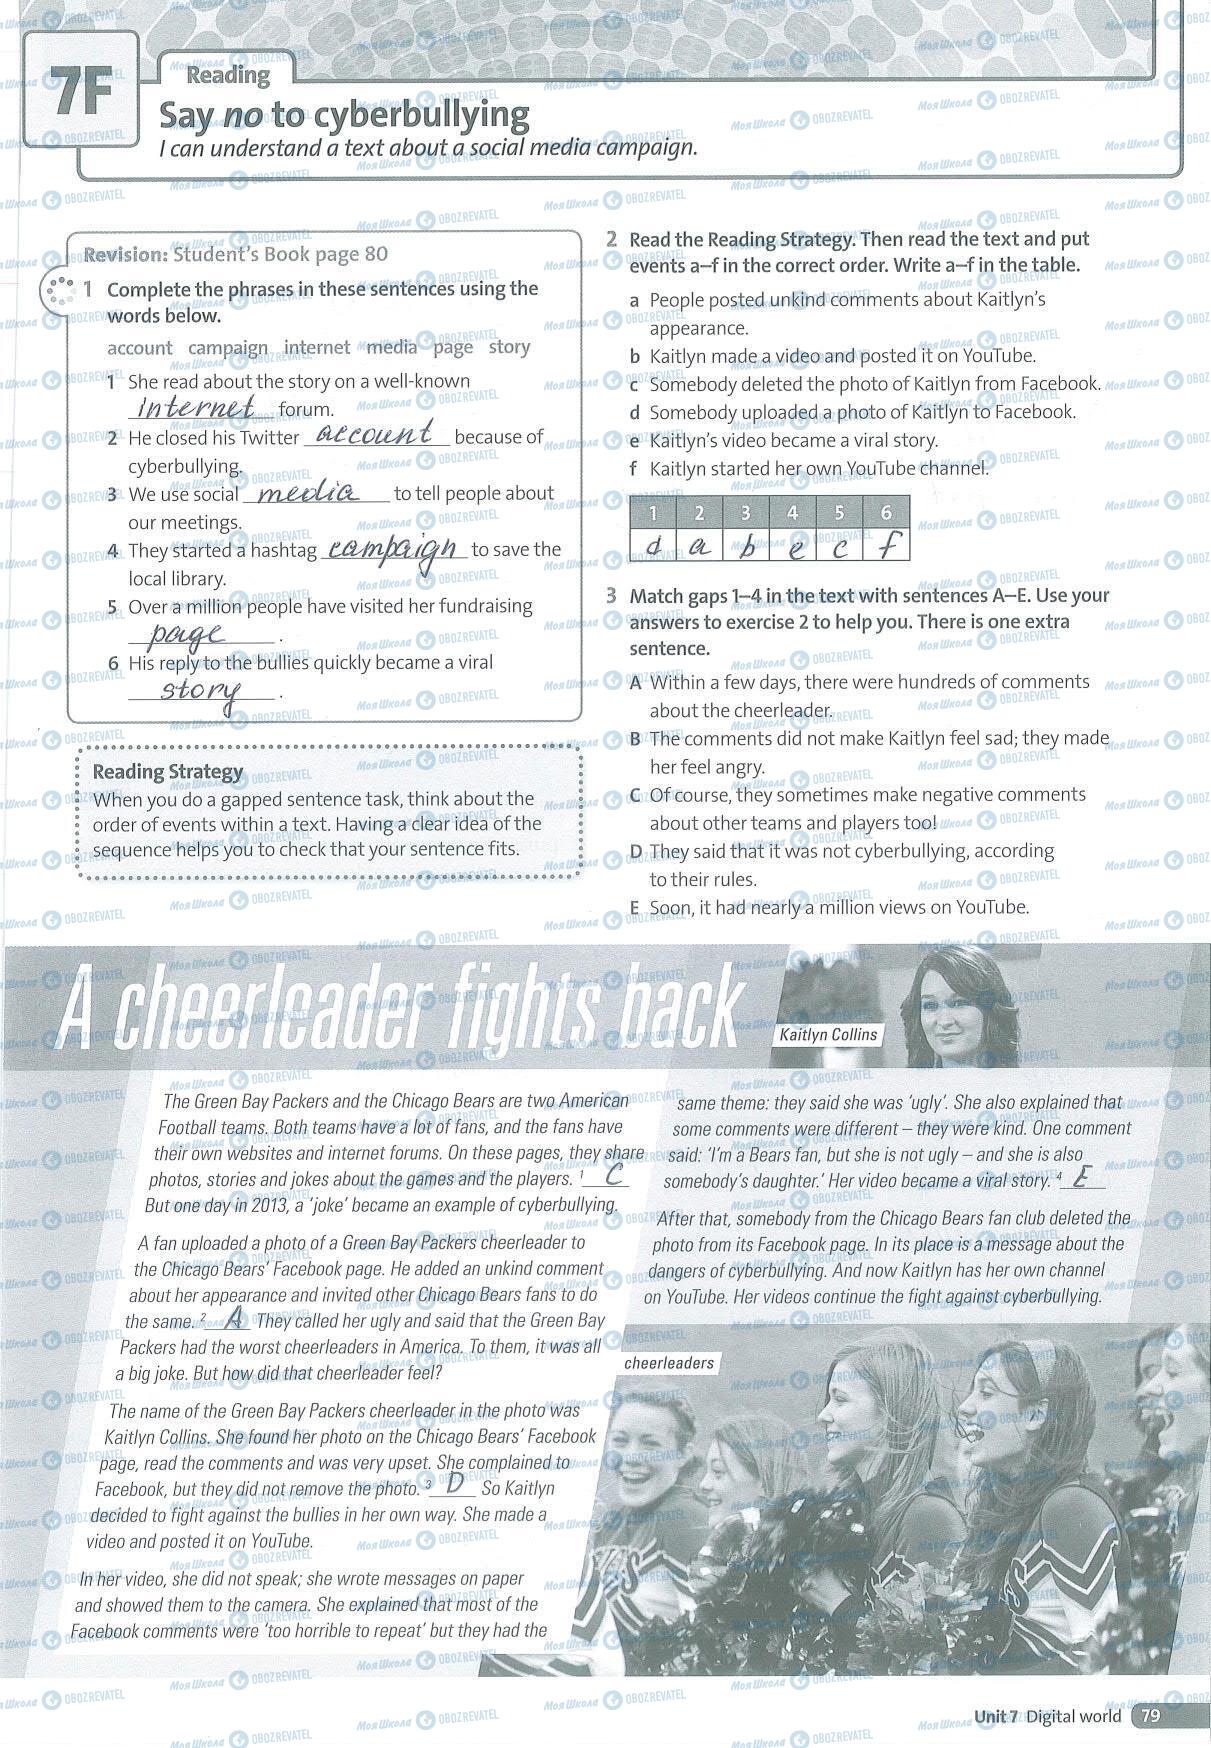 7F
Reading
Say no to cyberbullying
I can understand a text about a social media campaign.
Revision: Student's Book page 80
1 Complete the phrases in these sentences using the
words below.
account campaign internet media page story
1 She read about the story on a well-known
internet forum.
2 He closed his Twitter account because of
cyberbullying.
3 We use social media to tell people about
our meetings.
4 They started a hashtag campaign to save the
local library.
5 Over a million people have visited her fundraising
page .
6 His reply to the bullies quickly became a viral
story .
Reading Strategy
When you do a gapped sentence task, think about the
order of events within a text. Having a clear idea of the
sequence helps you to check that your sentence fits.
2 Read the Reading Strategy. Then read the text and put
events a–f in the correct order. Write a–f in the table.
a People posted unkind comments about Kaitlyn's
appearance.
b Kaitlyn made a video and posted it on YouTube.
c Somebody deleted the photo of Kaitlyn from Facebook.
d Somebody uploaded a photo of Kaitlyn to Facebook.
e Kaitlyn's video became a viral story.
f Kaitlyn started her own YouTube channel.
1 2 3 4 5 6
d a b e c f
3 Match gaps 1–4 in the text with sentences A–E. Use your
answers to exercise 2 to help you. There is one extra
sentence.
A Within a few days, there were hundreds of comments
about the cheerleader.
B The comments did not make Kaitlyn feel sad; they made
her feel angry.
C Of course, they sometimes make negative comments
about other teams and players too!
D They said that it was not cyberbullying, according
to their rules.
E Soon, it had nearly a million views on YouTube.
A cheerleader fights back
Kaitlyn Collins
The Green Bay Packers and the Chicago Bears are two American
Football teams. Both teams have a lot of fans, and the fans have
their own websites and internet forums. On these pages, they share
photos, stories and jokes about the games and the players. 1 C
But one day in 2013, a 'joke' became an example of cyberbullying.
A fan uploaded a photo of a Green Bay Packers cheerleader to
the Chicago Bears' Facebook page. He added an unkind comment
about her appearance and invited other Chicago Bears fans to do
the same. 2 A They called her ugly and said that the Green Bay
Packers had the worst cheerleaders in America. To them, it was all
a big joke. But how did that cheerleader feel?
The name of the Green Bay Packers cheerleader in the photo was
Kaitlyn Collins. She found her photo on the Chicago Bears' Facebook
page, read the comments and was very upset. She complained to
Facebook, but they did not remove the photo. 3 D So Kaitlyn
decided to fight against the bullies in her own way. She made a
video and posted it on YouTube.
In her video, she did not speak; she wrote messages on paper
and showed them to the camera. She explained that most of the
Facebook comments were 'too horrible to repeat' but they had the
same theme: they said she was 'ugly'. She also explained that
some comments were different – they were kind. One comment
said: 'I'm a Bears fan, but she is not ugly – and she is also
somebody's daughter.' Her video became a viral story. 4 E
After that, somebody from the Chicago Bears fan club deleted the
photo from its Facebook page. In its place is a message about the
dangers of cyberbullying. And now Kaitlyn has her own channel
on YouTube. Her videos continue the fight against cyberbullying.
cheerleaders
Unit 7 Digital world 79
Моя Школа OBOZREVATEL